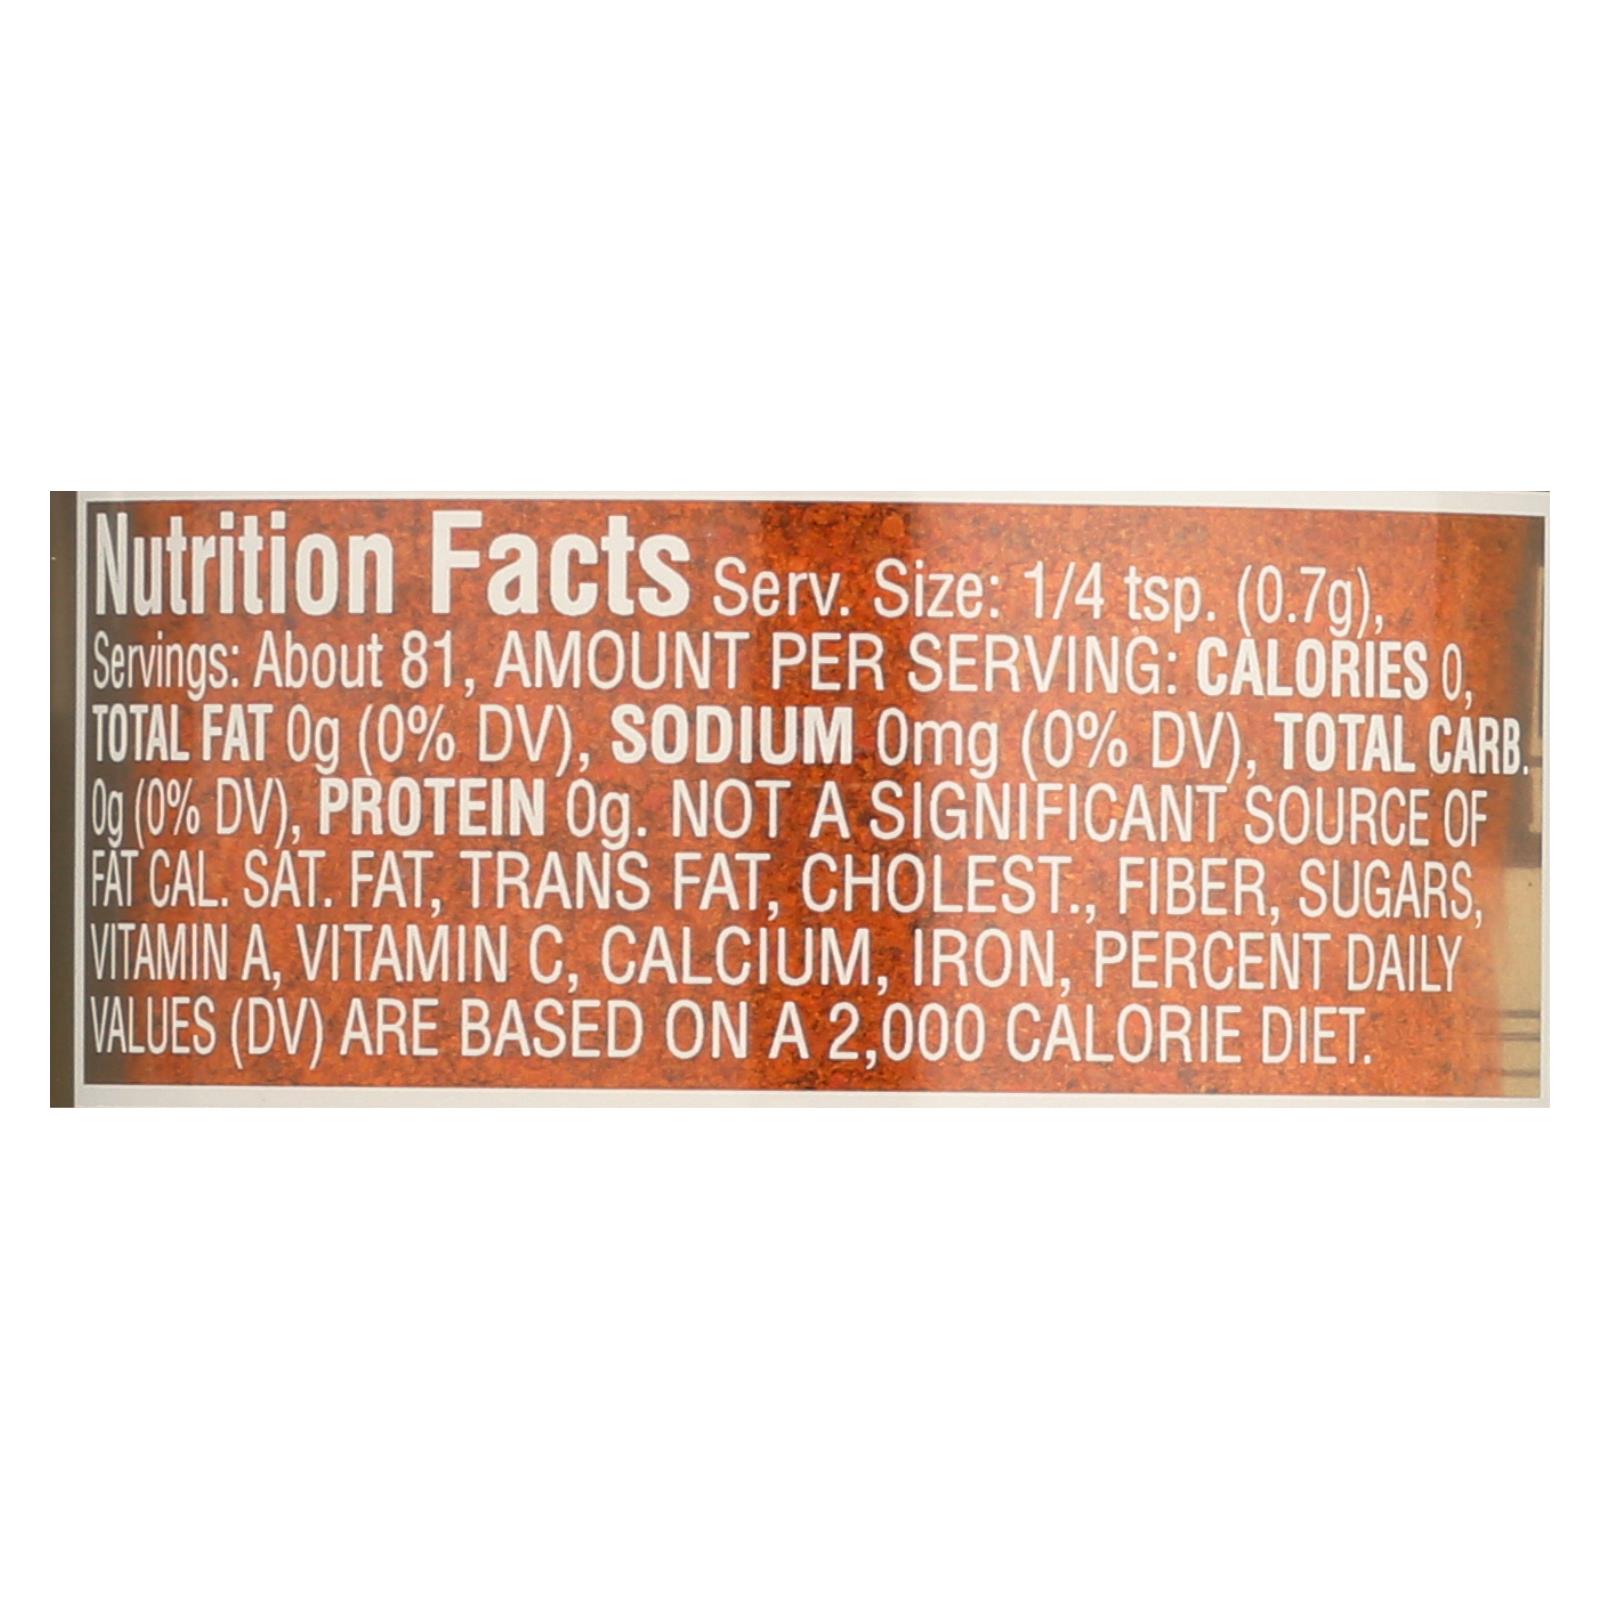 Nutrition Facts Serv. Size: 1/4 tsp. (0.7g),
Servings: About 81, AMOUNT PER SERVING: CALORIES 0,
TOTAL FAT 0g (0% DV), SODIUM 0mg (0% DV), TOTAL CARB.
0g (0% DV), PROTEIN 0g. NOT A SIGNIFICANT SOURCE OF
FAT CAL. SAT. FAT, TRANS FAT, CHOLEST., FIBER, SUGARS,
VITAMIN A, VITAMIN C, CALCIUM, IRON, PERCENT DAILY
VALUES (DV) ARE BASED ON A 2,000 CALORIE DIET.